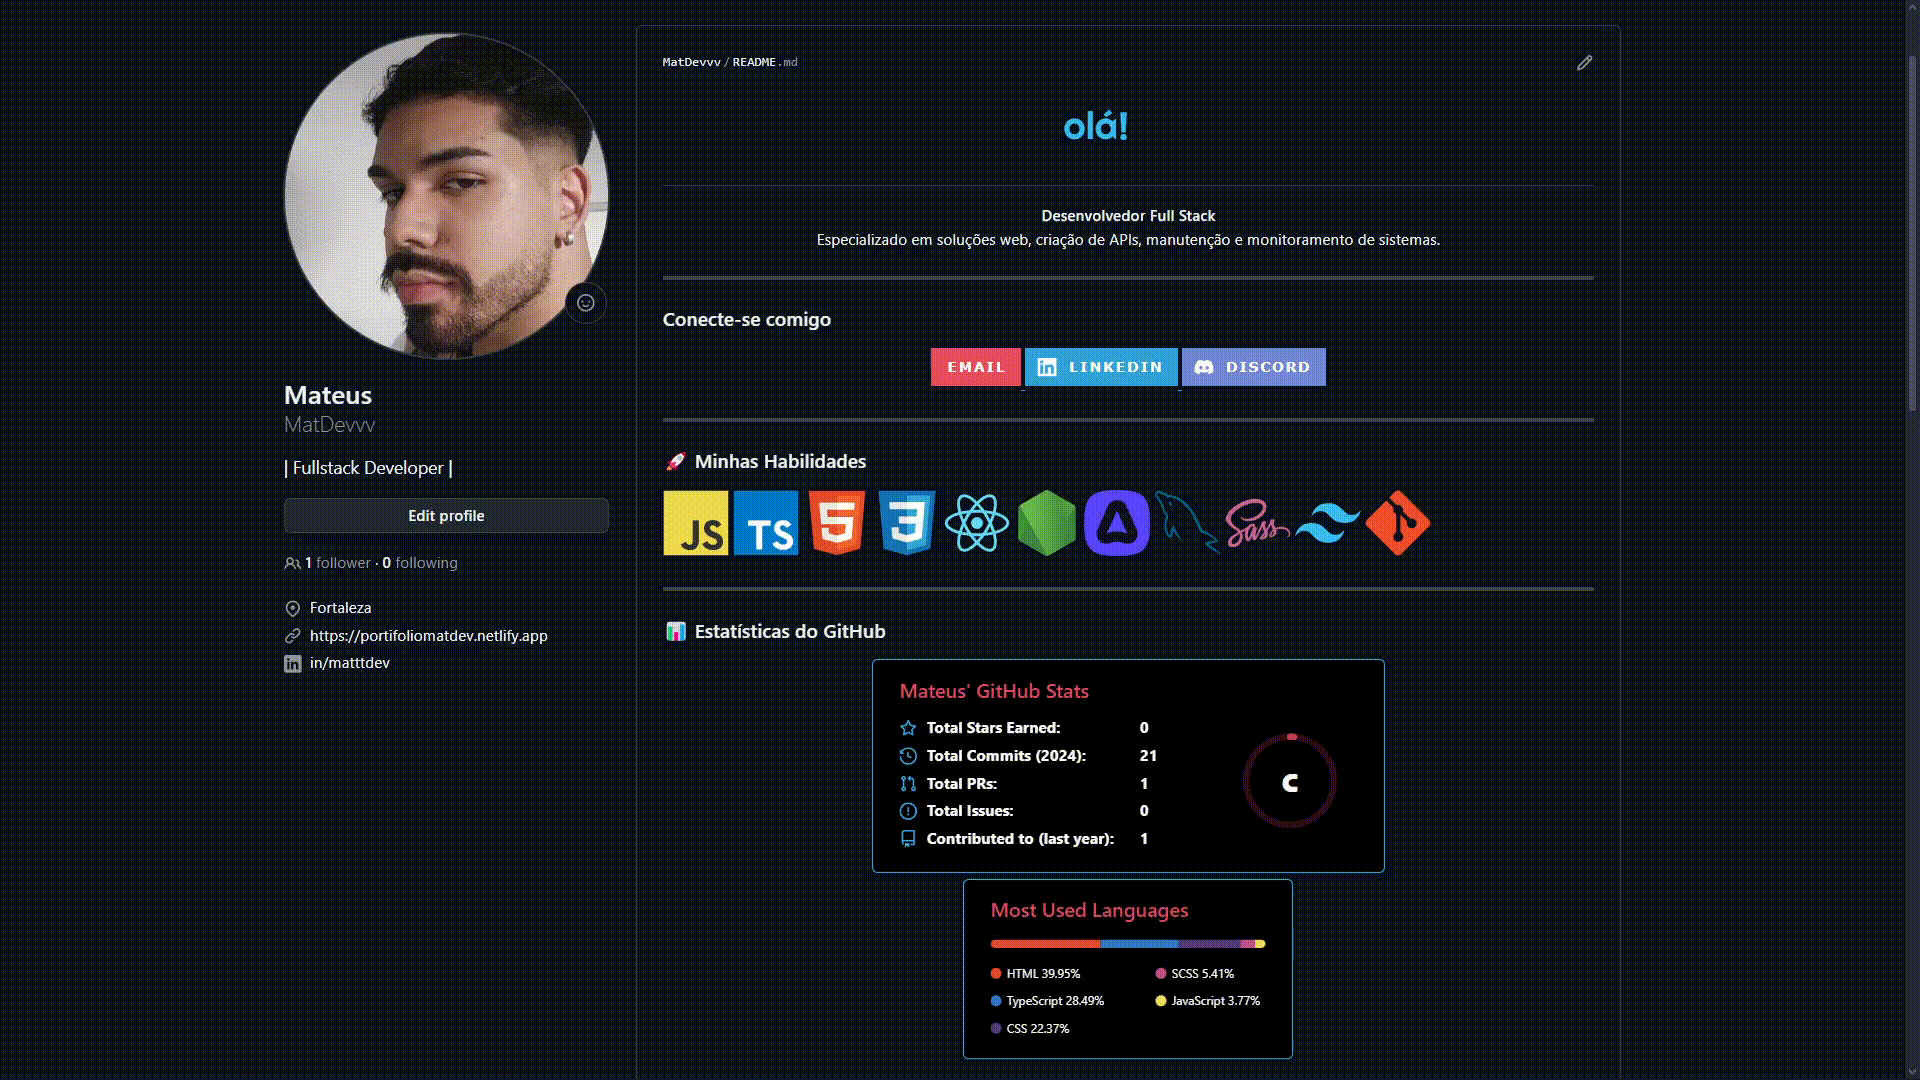 Mateus
MatDevvv
| Fullstack Developer |
Edit profile
1 follower · 0 following
Fortaleza
https://portifoliomatdev.netlify.app
in/matttdev
MatDevvv / README.md
olá!
Desenvolvedor Full Stack
Especializado em soluções web, criação de APIs, manutenção e monitoramento de sistemas.
Conecte-se comigo
EMAIL
LINKEDIN
DISCORD
🚀 Minhas Habilidades
JS
TS
5
3
Sass
📊 Estatísticas do GitHub
Mateus' GitHub Stats
Total Stars Earned: 0
Total Commits (2024): 21
Total PRs: 1
Total Issues: 0
Contributed to (last year): 1
C
Most Used Languages
HTML 39.95%
SCSS 5.41%
TypeScript 28.49%
JavaScript 3.77%
CSS 22.37%